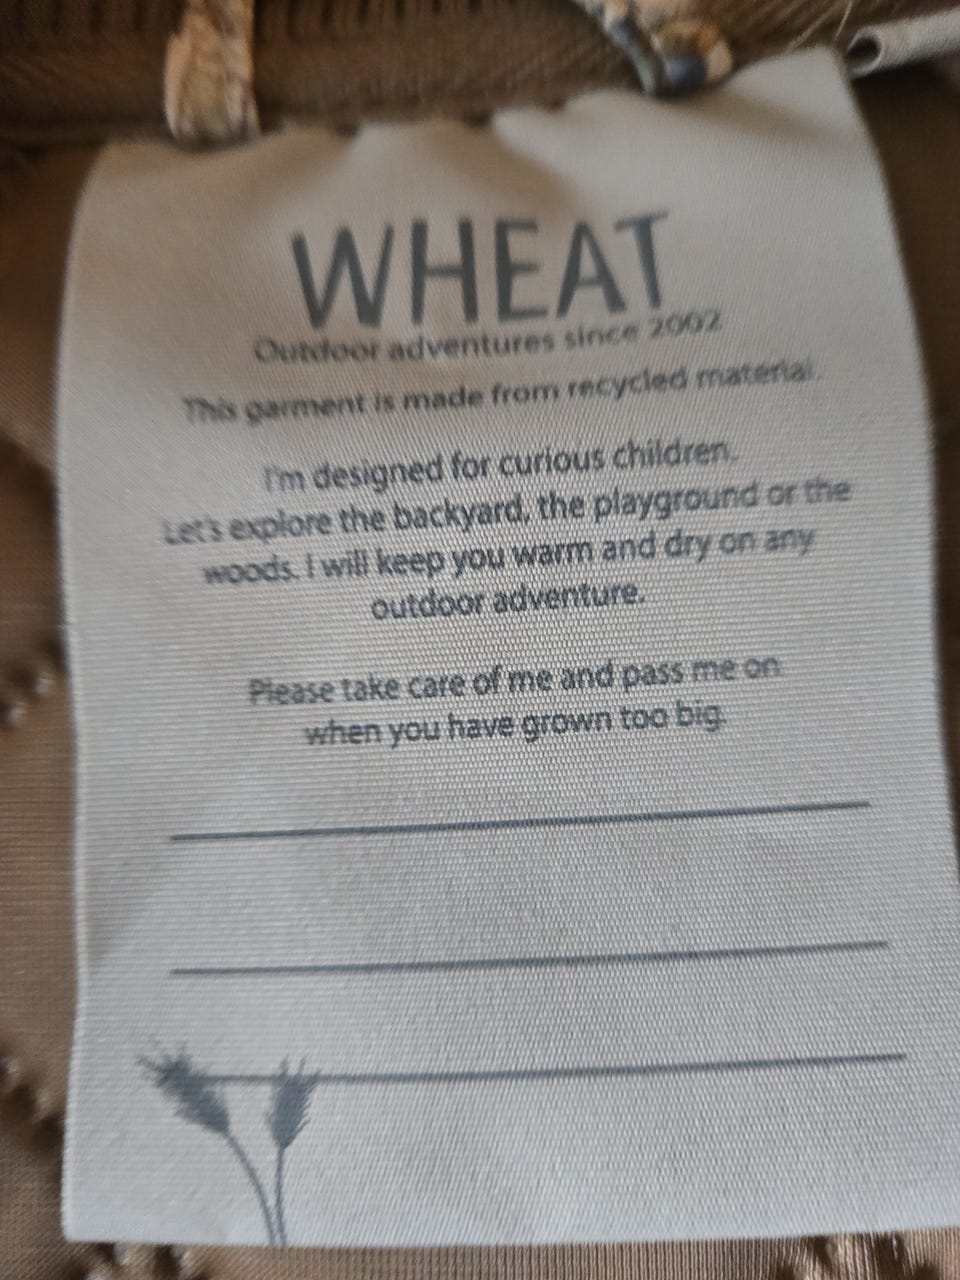 WHEAT
Outdoor adventures since 2002
This garment is made from recycled material.
I'm designed for curious children.
Let's explore the backyard, the playground or the
woods. I will keep you warm and dry on any
outdoor adventure.
Please take care of me and pass me on
when you have grown too big.